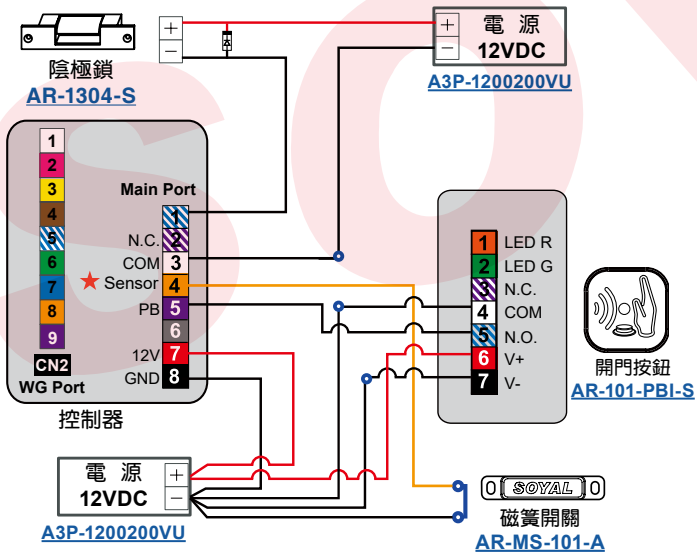 +
−
陰極鎖
AR-1304-S
+
−
電 源
12VDC
A3P-1200200VU
1
2
3
4
5
6
7
8
9
CN2
WG Port
Main Port
1
N.C. 2
COM 3
★ Sensor 4
PB 5
6
12V 7
GND 8
控制器
1 LED R
2 LED G
3 N.C.
4 COM
5 N.O.
6 V+
7 V-
開門按鈕
AR-101-PBI-S
電 源
12VDC
+
−
A3P-1200200VU
SOYAL
磁簧開關
AR-MS-101-A